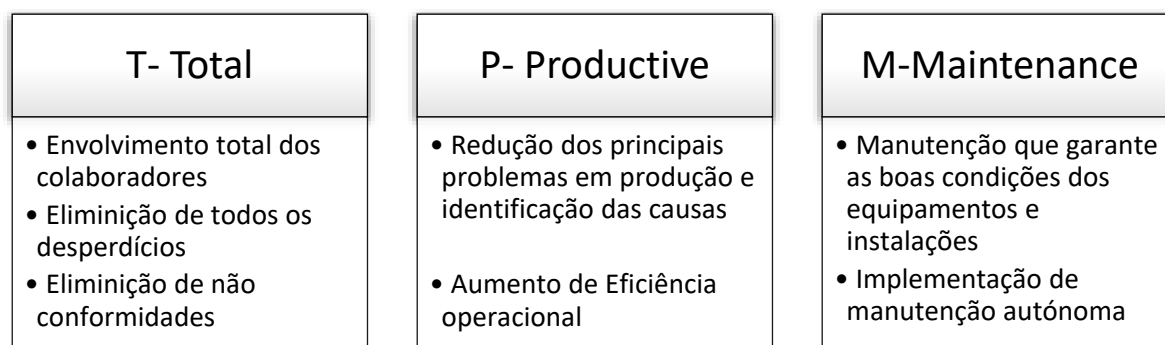 T- Total
• Envolvimento total dos
colaboradores
• Eliminição de todos os
desperdícios
• Eliminação de não
conformidades
P- Productive
• Redução dos principais
problemas em produção e
identificação das causas
• Aumento de Eficiência
operacional
M-Maintenance
• Manutenção que garante
as boas condições dos
equipamentos e
instalações
• Implementação de
manutenção autónoma